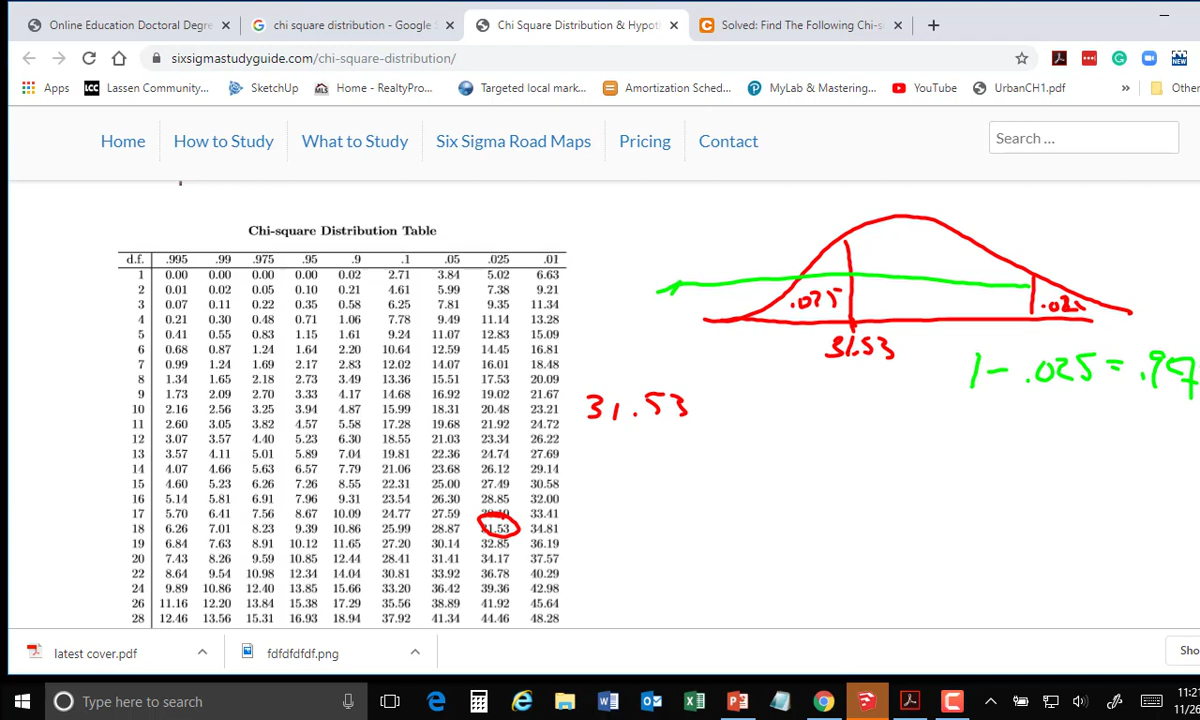 Online Education Doctoral Degre
chi square distribution - Google
Chi Square Distribution & Hypot
Solved: Find The Following Chi-s
sixsigmastudyguide.com/chi-square-distribution/
NEW
Apps
LCC Lassen Community...
SketchUp
Home - RealtyPro...
Targeted local mark...
Amortization Sched...
MyLab & Mastering...
YouTube
UrbanCH1.pdf
»
Other
Home
How to Study
What to Study
Six Sigma Road Maps
Pricing
Contact
Search ...
Chi-square Distribution Table
d.f. .995 .99 .975 .95 .9 .1 .05 .025 .01
1 0.00 0.00 0.00 0.00 0.02 2.71 3.84 5.02 6.63
2 0.01 0.02 0.05 0.10 0.21 4.61 5.99 7.38 9.21
3 0.07 0.11 0.22 0.35 0.58 6.25 7.81 9.35 11.34
4 0.21 0.30 0.48 0.71 1.06 7.78 9.49 11.14 13.28
5 0.41 0.55 0.83 1.15 1.61 9.24 11.07 12.83 15.09
6 0.68 0.87 1.24 1.64 2.20 10.64 12.59 14.45 16.81
7 0.99 1.24 1.69 2.17 2.83 12.02 14.07 16.01 18.48
8 1.34 1.65 2.18 2.73 3.49 13.36 15.51 17.53 20.09
9 1.73 2.09 2.70 3.33 4.17 14.68 16.92 19.02 21.67
10 2.16 2.56 3.25 3.94 4.87 15.99 18.31 20.48 23.21
11 2.60 3.05 3.82 4.57 5.58 17.28 19.68 21.92 24.72
12 3.07 3.57 4.40 5.23 6.30 18.55 21.03 23.34 26.22
13 3.57 4.11 5.01 5.89 7.04 19.81 22.36 24.74 27.69
14 4.07 4.66 5.63 6.57 7.79 21.06 23.68 26.12 29.14
15 4.60 5.23 6.26 7.26 8.55 22.31 25.00 27.49 30.58
16 5.14 5.81 6.91 7.96 9.31 23.54 26.30 28.85 32.00
17 5.70 6.41 7.56 8.67 10.09 24.77 27.59 30.19 33.41
18 6.26 7.01 8.23 9.39 10.86 25.99 28.87 31.53 34.81
19 6.84 7.63 8.91 10.12 11.65 27.20 30.14 32.85 36.19
20 7.43 8.26 9.59 10.85 12.44 28.41 31.41 34.17 37.57
22 8.64 9.54 10.98 12.34 14.04 30.81 33.92 36.78 40.29
24 9.89 10.86 12.40 13.85 15.66 33.20 36.42 39.36 42.98
26 11.16 12.20 13.84 15.38 17.29 35.56 38.89 41.92 45.64
28 12.46 13.56 15.31 16.93 18.94 37.92 41.34 44.46 48.28
.025
.025
31.53
1 - .025 = .97
31.53
latest cover.pdf
fdfdfdfd.png
Sho
Type here to search
11:2
11/26